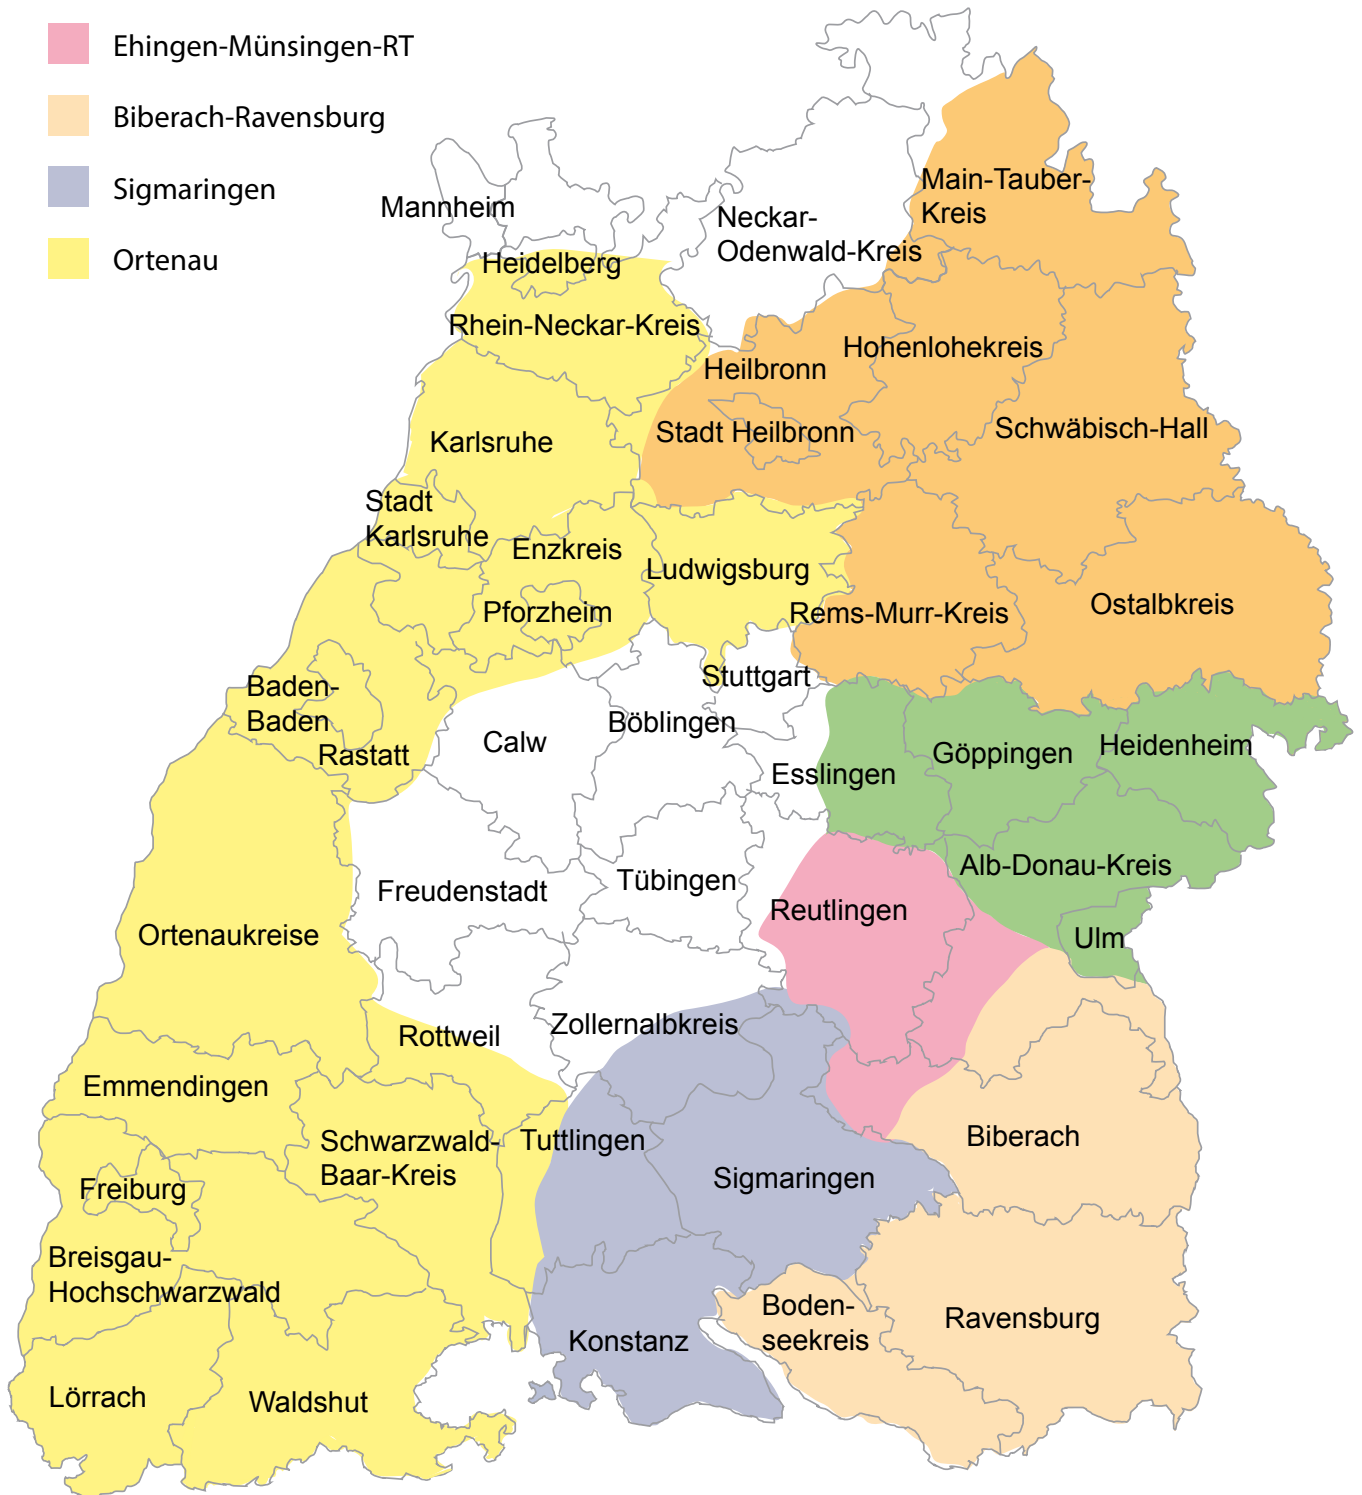 Ehingen-Münsingen-RT
Biberach-Ravensburg
Sigmaringen
Ortenau
Main-Tauber-
Kreis
Mannheim
Neckar-
Odenwald-Kreis
Heidelberg
Rhein-Neckar-Kreis
Hohenlohekreis
Heilbronn
Stadt Heilbronn
Schwäbisch-Hall
Karlsruhe
Stadt
Karlsruhe
Enzkreis
Ludwigsburg
Pforzheim
Rems-Murr-Kreis
Ostalbkreis
Stuttgart
Baden-
Baden
Rastatt
Calw
Böblingen
Esslingen
Göppingen
Heidenheim
Alb-Donau-Kreis
Freudenstadt
Tübingen
Reutlingen
Ortenaukreise
Ulm
Rottweil
Zollernalbkreis
Emmendingen
Schwarzwald-
Baar-Kreis
Tuttlingen
Biberach
Sigmaringen
Freiburg
Breisgau-
Hochschwarzwald
Boden-
seekreis
Ravensburg
Konstanz
Lörrach
Waldshut